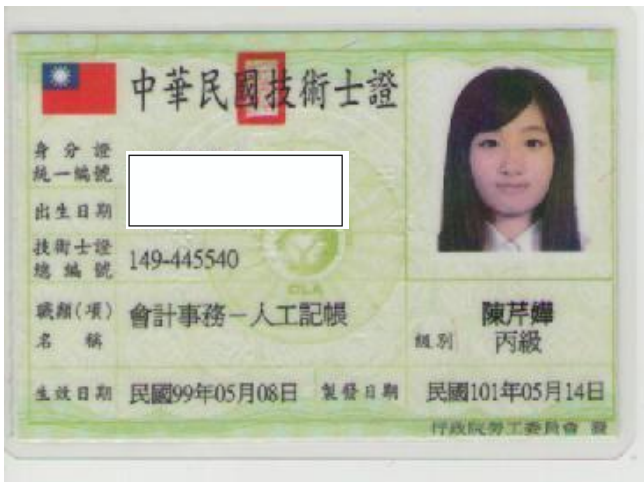 中華民國技術士證
身分證
統一編號
出生日期
技術士證
總編號
149-445540
職類(項)
名稱
會計事務－人工記帳
陳芹嬅
級別 丙級
生效日期 民國99年05月08日 製發日期 民國101年05月14日
行政院勞工委員會 製